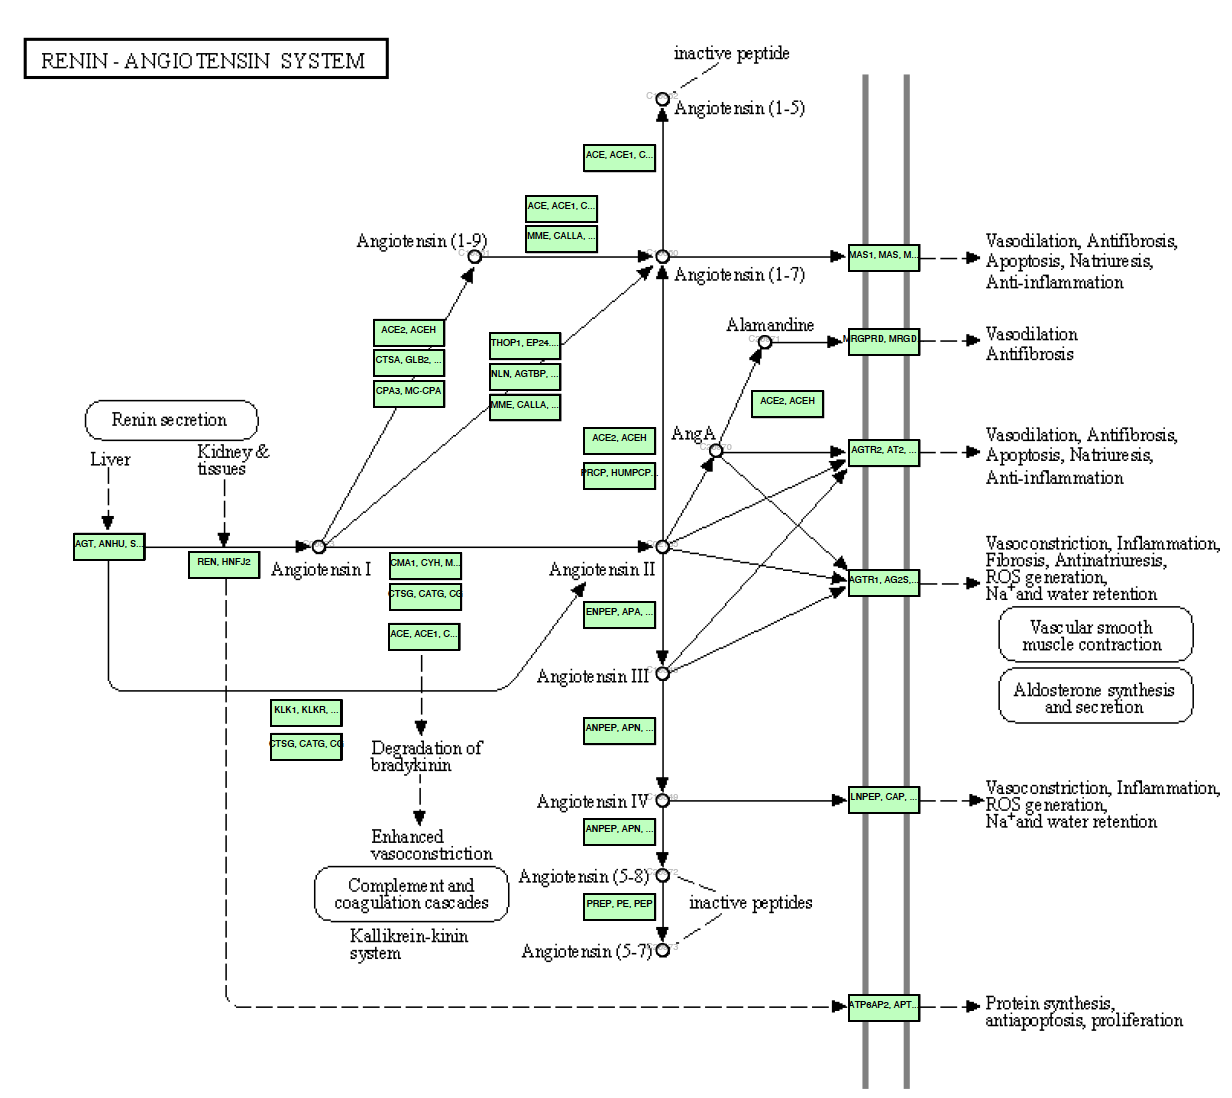 RENIN - ANGIOTENSIN SYSTEM
inactive peptide
Angiotensin (1-5)
ACE, ACE1, C...
ACE, ACE1, C...
MME, CALLA, ...
Angiotensin (1-9)
Angiotensin (1-7)
MAS1, MAS, M...
Vasodilation, Antifibrosis,
Apoptosis, Natriuresis,
Anti-inflammation
ACE2, ACEH
CTSA, GLB2, ...
CPA3, MC-CPA
THOP1, EP24....
NLN, AGTBP, ...
MME, CALLA, ...
Alamandine
MRGPRD, MRGD
Vasodilation
Antifibrosis
ACE2, ACEH
Renin secretion
Liver
Kidney &
tissues
ACE2, ACEH
PRCP, HUMPCP...
AngA
AGTR2, AT2, ...
Vasodilation, Antifibrosis,
Apoptosis, Natriuresis,
Anti-inflammation
AGT, ANHU, S...
REN, HNFJ2
Angiotensin I
CMA1, CYH, M...
CTSG, CATG, CG
ACE, ACE1, C...
Angiotensin II
ENPEP, APA, ...
AGTR1, AG2S,...
Vasoconstriction, Inflammation,
Fibrosis, Antinatriuresis,
ROS generation,
Na+ and water retention
Vascular smooth
muscle contraction
Aldosterone synthesis
and secretion
Angiotensin III
KLK1, KLKR, ...
CTSG, CATG, CG
ANPEP, APN, ...
Degradation of
bradykinin
Angiotensin IV
LNPEP, CAP, ...
Vasoconstriction, Inflammation,
ROS generation,
Na+ and water retention
ANPEP, APN, ...
Enhanced
vasoconstriction
Complement and
coagulation cascades
Kallikrein-kinin
system
Angiotensin (5-8)
PREP, PE, PEP
inactive peptides
Angiotensin (5-7)
ATP6AP2, APT...
Protein synthesis,
antiapoptosis, proliferation